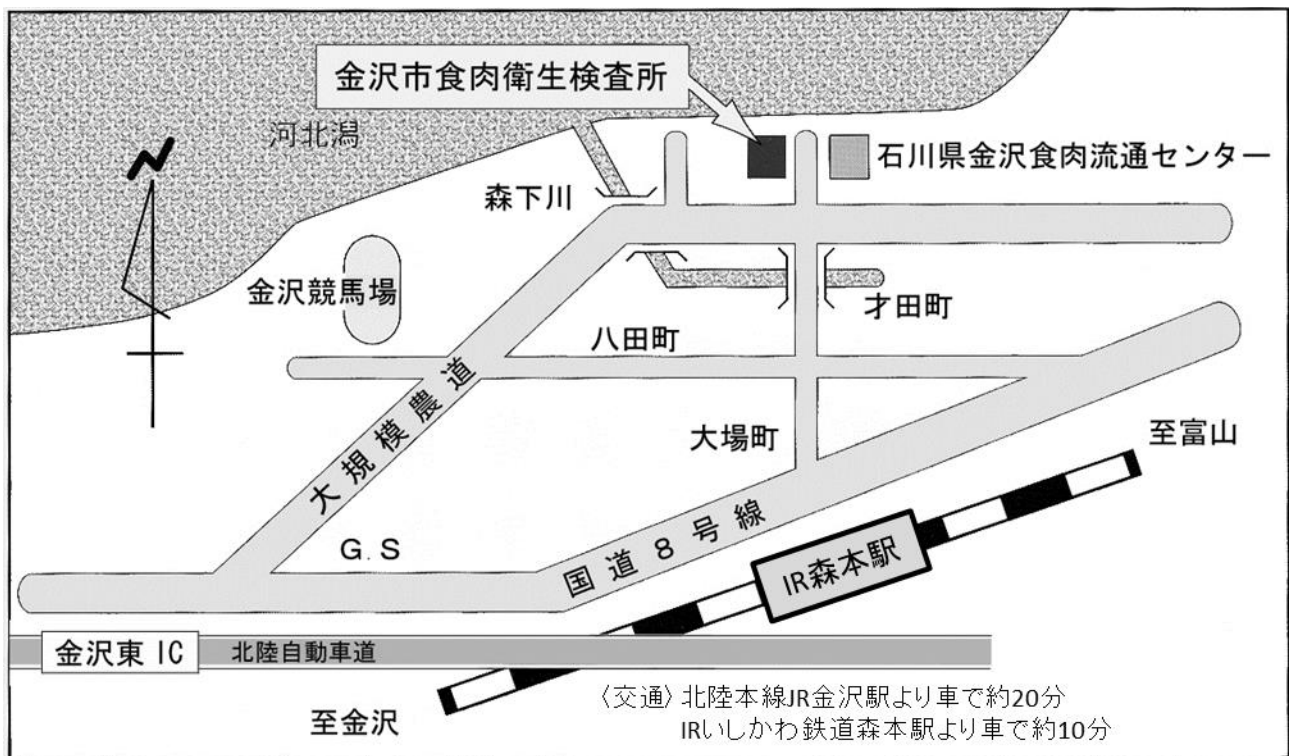 金沢市食肉衛生検査所
河北潟
石川県金沢食肉流通センター
森下川
金沢競馬場
才田町
八田町
大規模農道
大場町
至富山
G.S
国道8号線
IR森本駅
金沢東IC
北陸自動車道
至金沢
〈交通〉北陸本線JR金沢駅より車で約20分
IRいしかわ鉄道森本駅より車で約10分